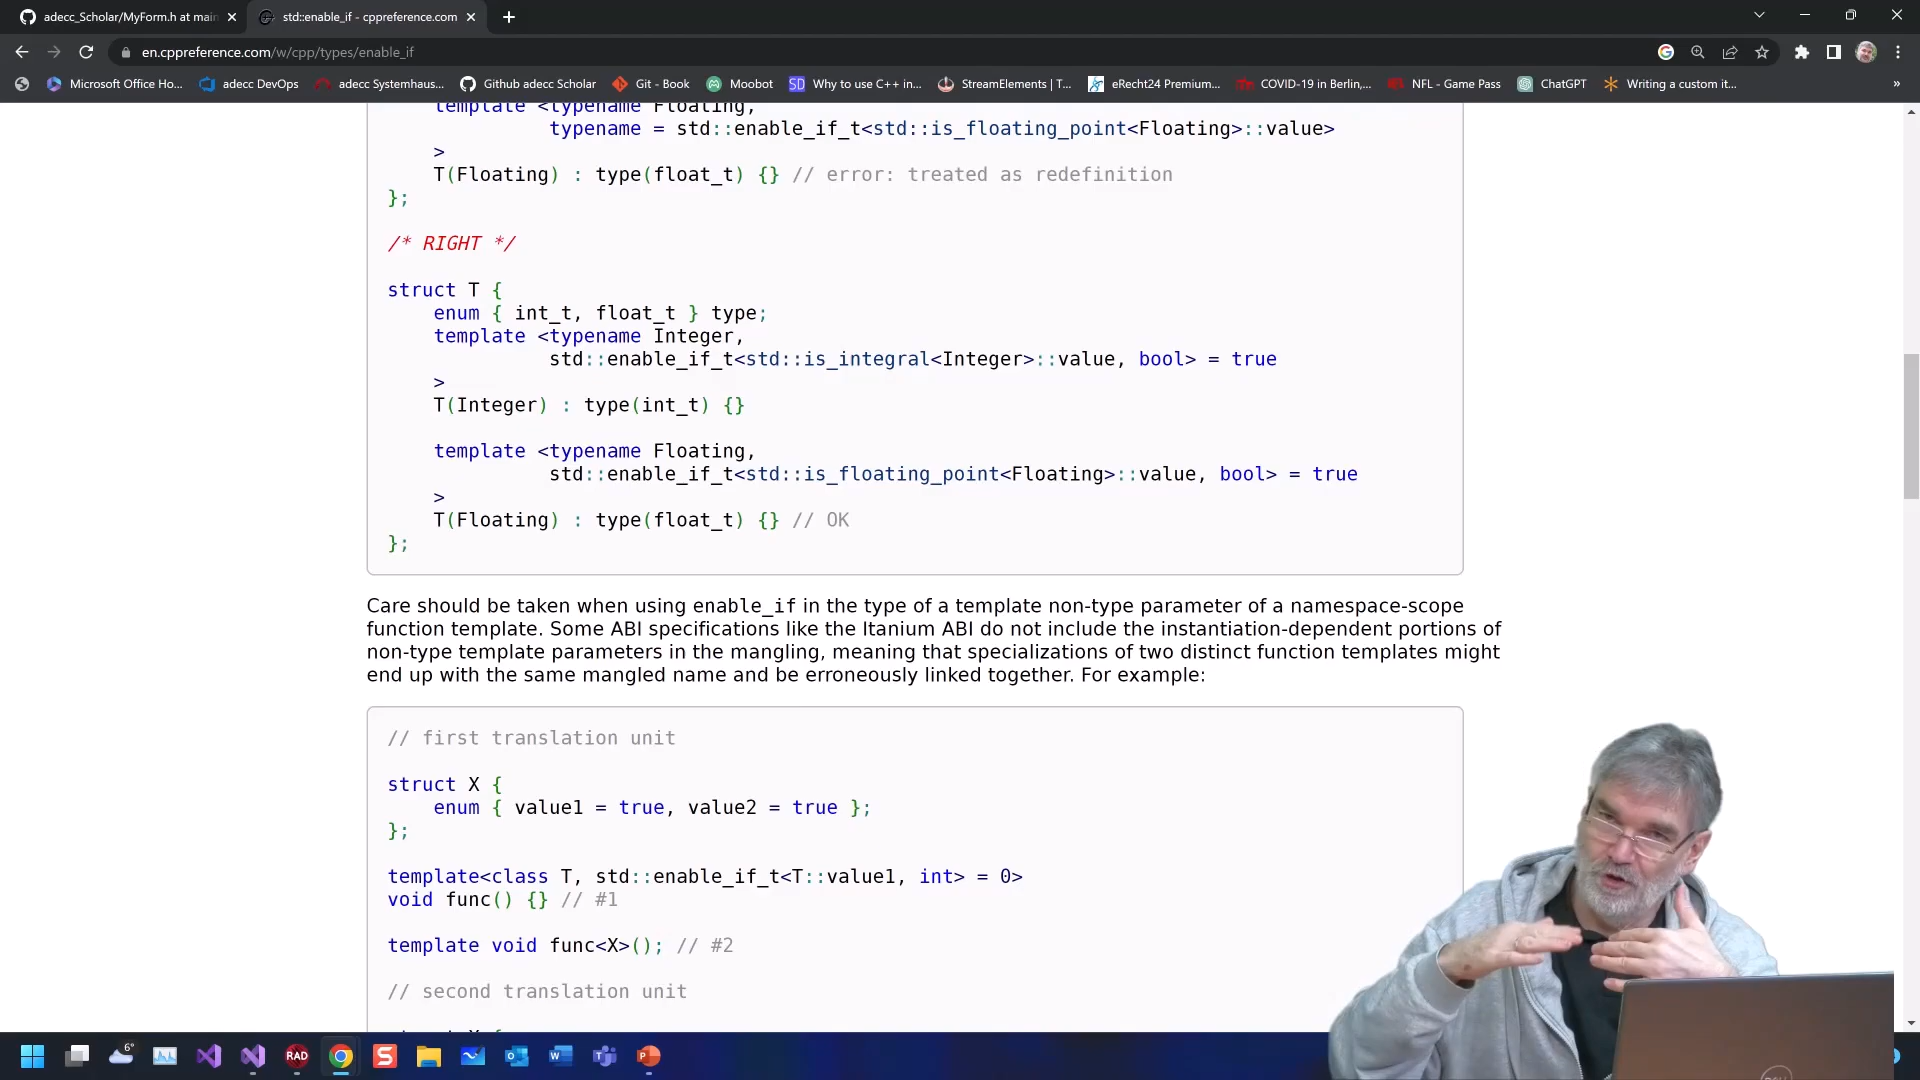 adecc_Scholar/MyForm.h at main
std::enable_if - cppreference.com
en.cppreference.com/w/cpp/types/enable_if
Microsoft Office Ho...
adecc DevOps
adecc Systemhaus...
Github adecc Scholar
Git - Book
Moobot
SD
Why to use C++ in...
StreamElements | T...
eRecht24 Premium...
COVID-19 in Berlin,...
NFL - Game Pass
ChatGPT
Writing a custom it...
»
template <typename Floating,
typename = std::enable_if_t<std::is_floating_point<Floating>::value>
>
T(Floating) : type(float_t) {} // error: treated as redefinition
};
/* RIGHT */
struct T {
enum { int_t, float_t } type;
template <typename Integer,
std::enable_if_t<std::is_integral<Integer>::value, bool> = true
>
T(Integer) : type(int_t) {}
template <typename Floating,
std::enable_if_t<std::is_floating_point<Floating>::value, bool> = true
>
T(Floating) : type(float_t) {} // OK
};
Care should be taken when using enable_if in the type of a template non-type parameter of a namespace-scope
function template. Some ABI specifications like the Itanium ABI do not include the instantiation-dependent portions of
non-type template parameters in the mangling, meaning that specializations of two distinct function templates might
end up with the same mangled name and be erroneously linked together. For example:
// first translation unit
struct X {
enum { value1 = true, value2 = true };
};
template<class T, std::enable_if_t<T::value1, int> = 0>
void func() {} // #1
template void func<X>(); // #2
// second translation unit
6°
RAD